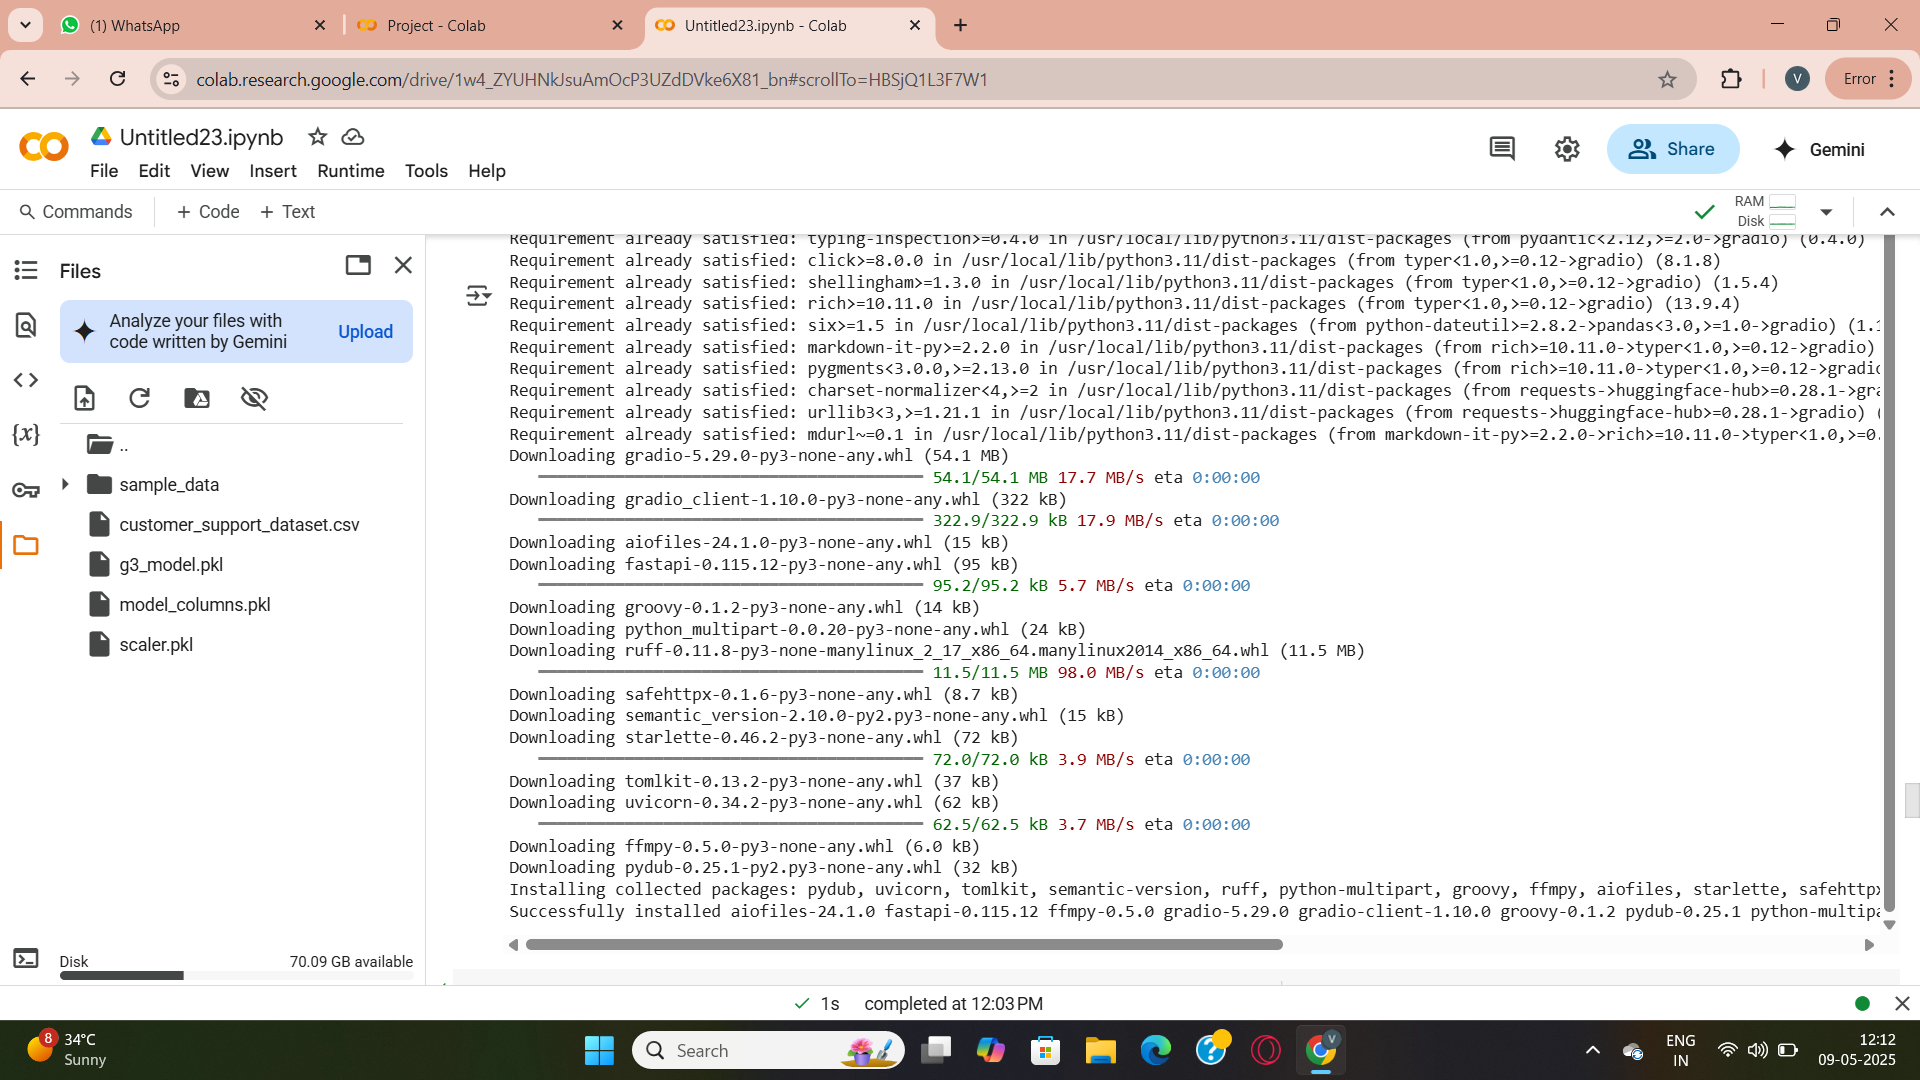 (1) WhatsApp
Project - Colab
Untitled23.ipynb - Colab
colab.research.google.com/drive/1w4_ZYUHNkJsuAmOcP3UZdDVke6X81_bn#scrollTo=HBSjQ1L3F7W1
V
Error
Untitled23.ipynb
File Edit View Insert Runtime Tools Help
Share
Gemini
Commands
+ Code + Text
RAM
Disk
Files
Analyze your files with
code written by Gemini
Upload
..
sample_data
customer_support_dataset.csv
g3_model.pkl
model_columns.pkl
scaler.pkl
Disk
70.09 GB available
Requirement already satisfied: typing-inspection>=0.4.0 in /usr/local/lib/python3.11/dist-packages (from pydantic<2.12,>=2.0->gradio) (0.4.0)
Requirement already satisfied: click>=8.0.0 in /usr/local/lib/python3.11/dist-packages (from typer<1.0,>=0.12->gradio) (8.1.8)
Requirement already satisfied: shellingham>=1.3.0 in /usr/local/lib/python3.11/dist-packages (from typer<1.0,>=0.12->gradio) (1.5.4)
Requirement already satisfied: rich>=10.11.0 in /usr/local/lib/python3.11/dist-packages (from typer<1.0,>=0.12->gradio) (13.9.4)
Requirement already satisfied: six>=1.5 in /usr/local/lib/python3.11/dist-packages (from python-dateutil>=2.8.2->pandas<3.0,>=1.0->gradio) (1.1
Requirement already satisfied: markdown-it-py>=2.2.0 in /usr/local/lib/python3.11/dist-packages (from rich>=10.11.0->typer<1.0,>=0.12->gradio)
Requirement already satisfied: pygments<3.0.0,>=2.13.0 in /usr/local/lib/python3.11/dist-packages (from rich>=10.11.0->typer<1.0,>=0.12->gradio
Requirement already satisfied: charset-normalizer<4,>=2 in /usr/local/lib/python3.11/dist-packages (from requests->huggingface-hub>=0.28.1->gra
Requirement already satisfied: urllib3<3,>=1.21.1 in /usr/local/lib/python3.11/dist-packages (from requests->huggingface-hub>=0.28.1->gradio) (
Requirement already satisfied: mdurl~=0.1 in /usr/local/lib/python3.11/dist-packages (from markdown-it-py>=2.2.0->rich>=10.11.0->typer<1.0,>=0.
Downloading gradio-5.29.0-py3-none-any.whl (54.1 MB)
54.1/54.1 MB 17.7 MB/s eta 0:00:00
Downloading gradio_client-1.10.0-py3-none-any.whl (322 kB)
322.9/322.9 kB 17.9 MB/s eta 0:00:00
Downloading aiofiles-24.1.0-py3-none-any.whl (15 kB)
Downloading fastapi-0.115.12-py3-none-any.whl (95 kB)
95.2/95.2 kB 5.7 MB/s eta 0:00:00
Downloading groovy-0.1.2-py3-none-any.whl (14 kB)
Downloading python_multipart-0.0.20-py3-none-any.whl (24 kB)
Downloading ruff-0.11.8-py3-none-manylinux_2_17_x86_64.manylinux2014_x86_64.whl (11.5 MB)
11.5/11.5 MB 98.0 MB/s eta 0:00:00
Downloading safehttpx-0.1.6-py3-none-any.whl (8.7 kB)
Downloading semantic_version-2.10.0-py2.py3-none-any.whl (15 kB)
Downloading starlette-0.46.2-py3-none-any.whl (72 kB)
72.0/72.0 kB 3.9 MB/s eta 0:00:00
Downloading tomlkit-0.13.2-py3-none-any.whl (37 kB)
Downloading uvicorn-0.34.2-py3-none-any.whl (62 kB)
62.5/62.5 kB 3.7 MB/s eta 0:00:00
Downloading ffmpy-0.5.0-py3-none-any.whl (6.0 kB)
Downloading pydub-0.25.1-py2.py3-none-any.whl (32 kB)
Installing collected packages: pydub, uvicorn, tomlkit, semantic-version, ruff, python-multipart, groovy, ffmpy, aiofiles, starlette, safehttpx
Successfully installed aiofiles-24.1.0 fastapi-0.115.12 ffmpy-0.5.0 gradio-5.29.0 gradio-client-1.10.0 groovy-0.1.2 pydub-0.25.1 python-multipa
1s completed at 12:03 PM
8
34°C
Sunny
Search
V
ENG
IN
12:12
09-05-2025